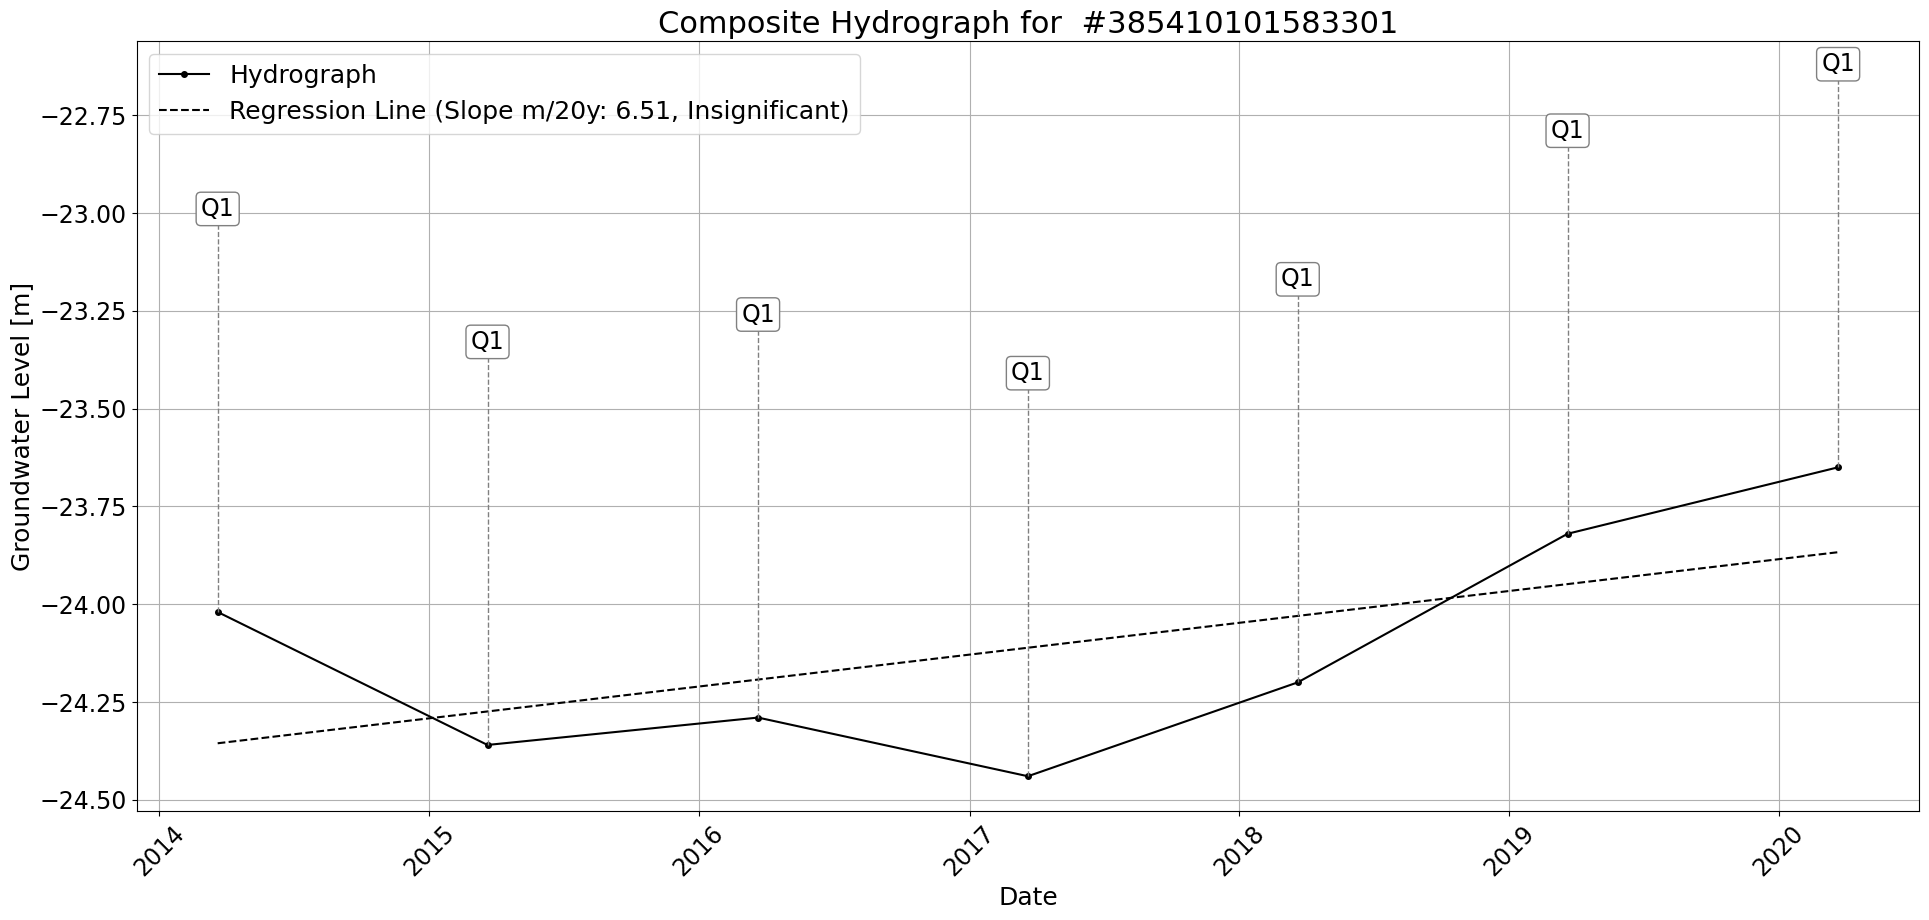 Composite Hydrograph for  #385410101583301
Hydrograph
Regression Line (Slope m/20y: 6.51, Insignificant)
Q1
Q1
Q1
Q1
Q1
Q1
Q1
−22.75
−23.00
−23.25
−23.50
−23.75
−24.00
−24.25
−24.50
Groundwater Level [m]
2014
2015
2016
2017
2018
2019
2020
Date